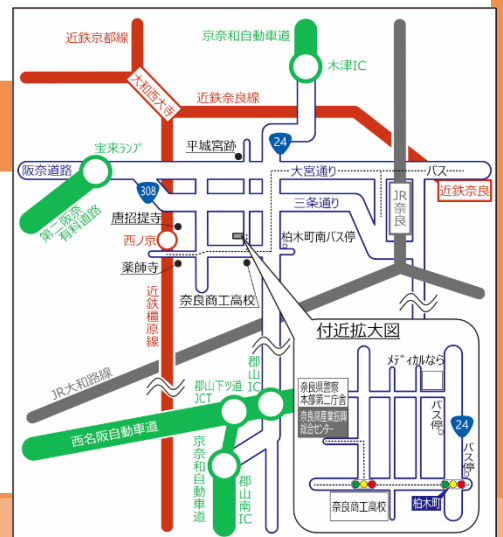 近鉄京都線
京奈和自動車道
木津IC
大和西大寺
近鉄奈良線
24
宝来ランプ
平城宮跡
阪奈道路
大宮通り
バス
308
近鉄奈良
第二阪奈
有料道路
三条通り
JR
奈良
唐招提寺
西ノ京
柏木町南バス停
薬師寺
奈良商工高校
近鉄橿原線
付近拡大図
JR大和路線
メディカルなら
郡山下ツ道
JCT
郡山IC
奈良県警察
本部第二庁舎
奈良県産業振興
総合センター
バス停
24
西名阪自動車道
バス停
京奈和自動車道
郡山南IC
奈良商工高校
柏木町